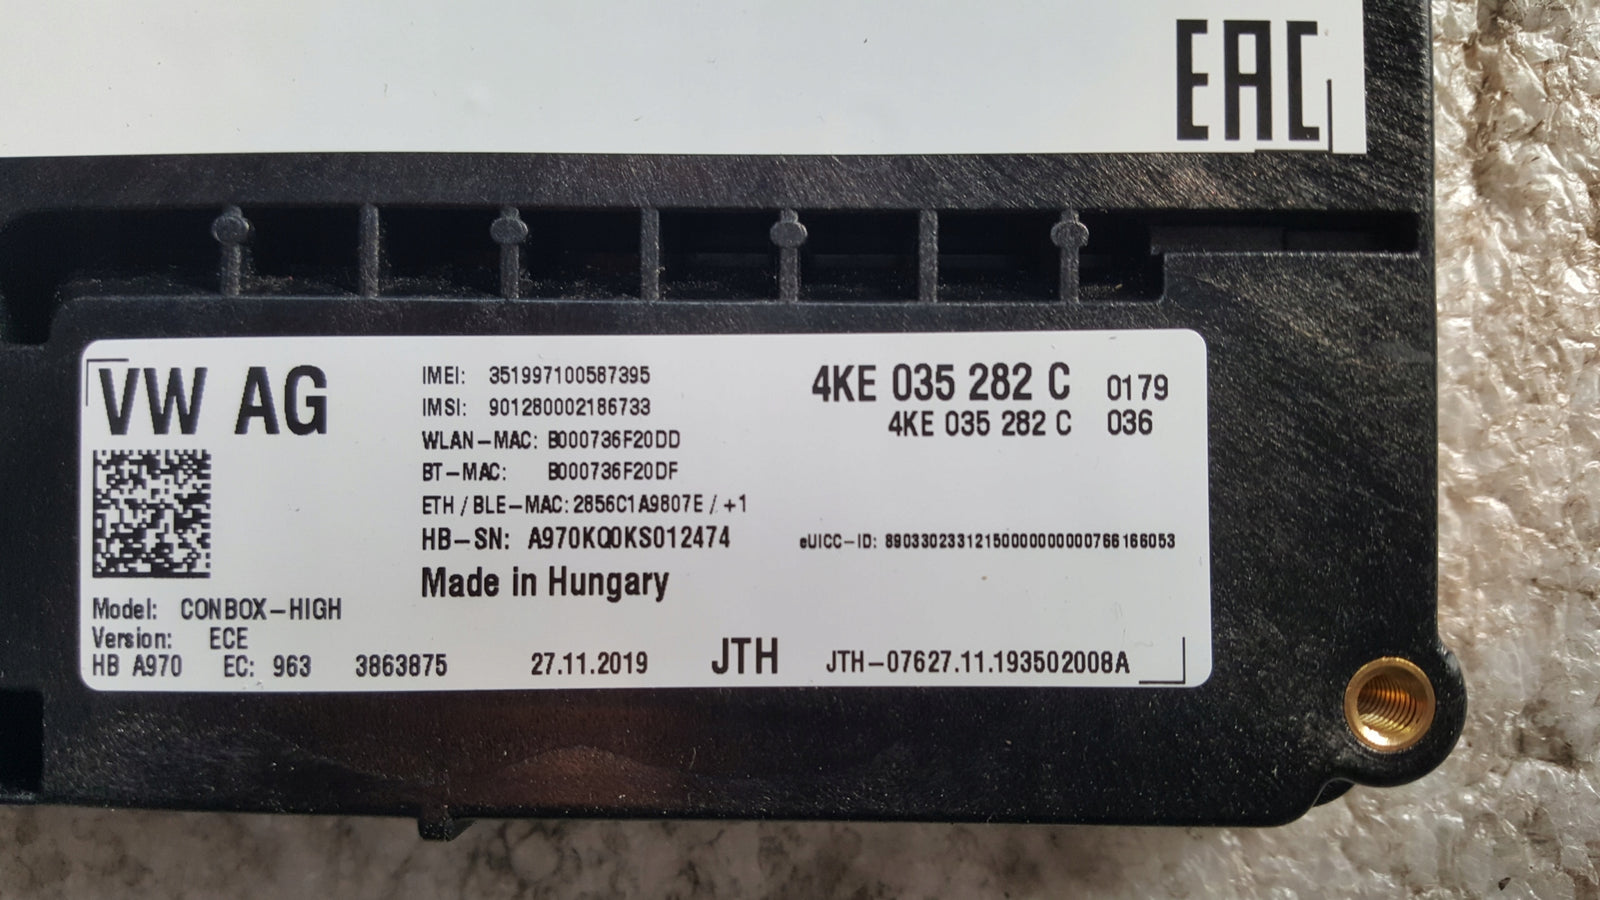 EAC
VW AG
IMEI: 351997100587395
IMSI: 901280002186733
WLAN-MAC: B000736F20DD
BT-MAC: B000736F20DF
ETH / BLE-MAC: 2856C1A9807E / +1
HB-SN: A970KQ0KS012474
Made in Hungary
4KE 035 282 C 0179
4KE 035 282 C 036
eUICC-ID: 89033023312150000000000766166053
Model: CONBOX-HIGH
Version: ECE
HB A970 EC: 963 3863875 27.11.2019 JTH JTH-07627.11.193502008A